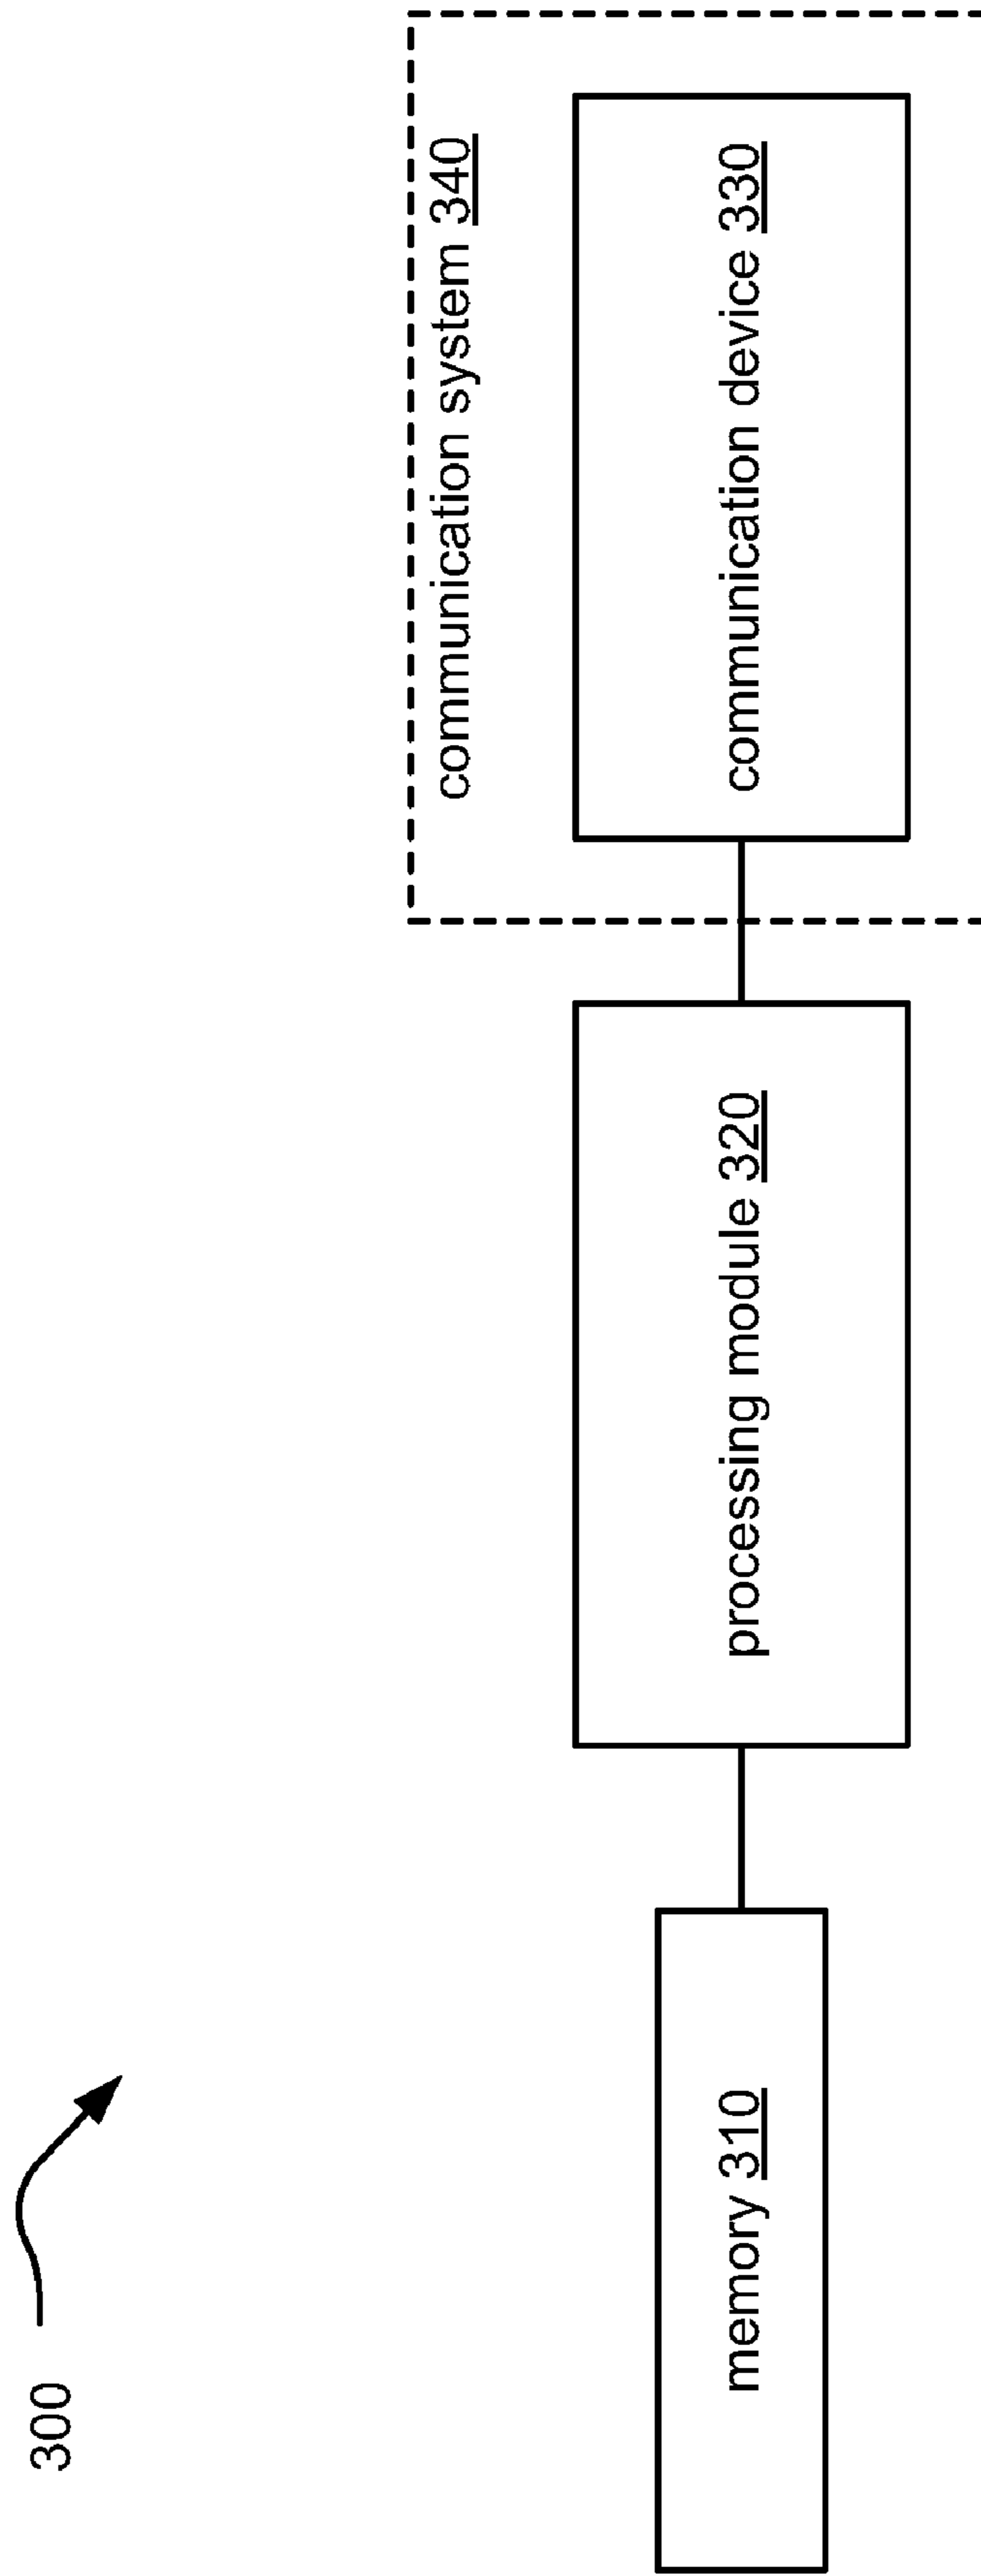 300
communication system 340
memory 310
processing module 320
communication device 330